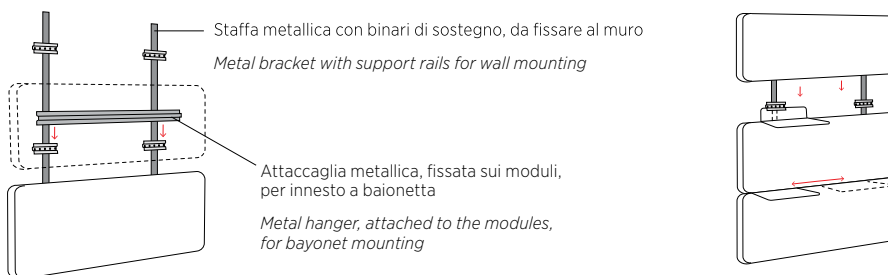 Staffa metallica con binari di sostegno, da fissare al muro
Metal bracket with support rails for wall mounting
Attaccaglia metallica, fissata sui moduli,
per innesto a baionetta
Metal hanger, attached to the modules,
for bayonet mounting